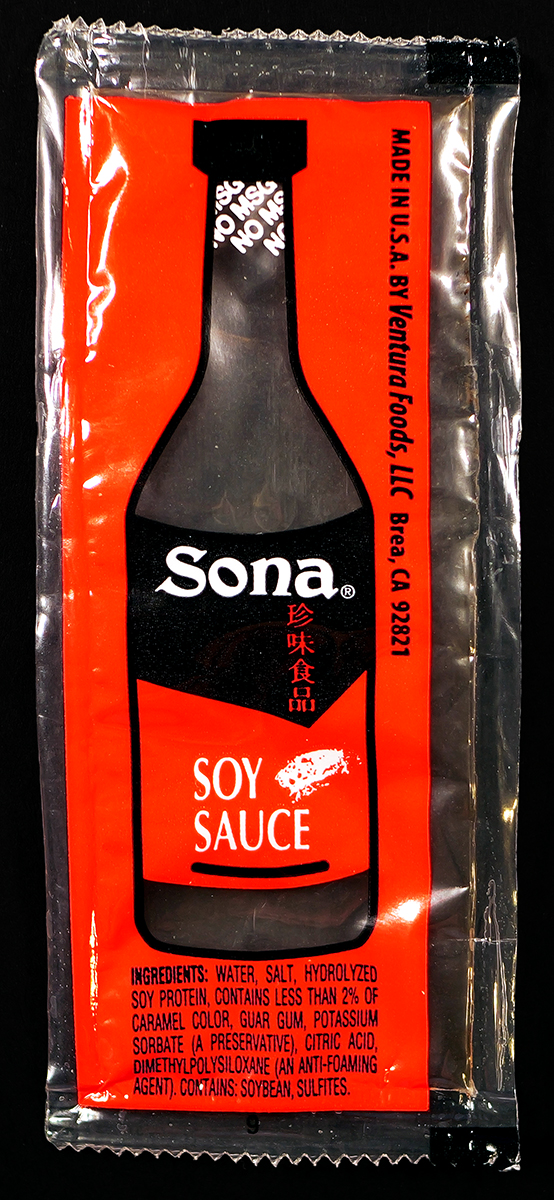 NO MSG
NO MSG
MADE IN U.S.A. BY Ventura Foods, LLC Brea, CA 92821
Sona®
珍味食品
SOY
SAUCE
INGREDIENTS: WATER, SALT, HYDROLYZED
SOY PROTEIN, CONTAINS LESS THAN 2% OF
CARAMEL COLOR, GUAR GUM, POTASSIUM
SORBATE (A PRESERVATIVE), CITRIC ACID,
DIMETHYLPOLYSILOXANE (AN ANTI-FOAMING
AGENT). CONTAINS: SOYBEAN, SULFITES.
9